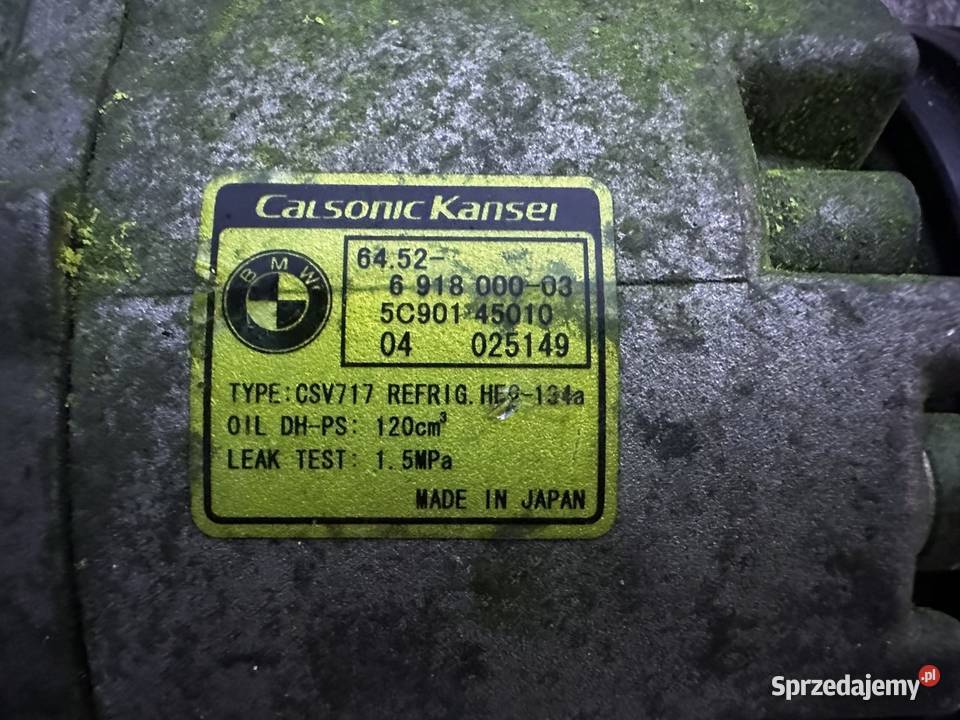 Calsonic Kansei
BMW
64.52-
6 918 000-03
5C901 45010
04 025149
TYPE:CSV717 REFRIG.HFC-134a
OIL DH-PS: 120cm³
LEAK TEST: 1.5MPa
MADE IN JAPAN
Sprzedajemy.pl